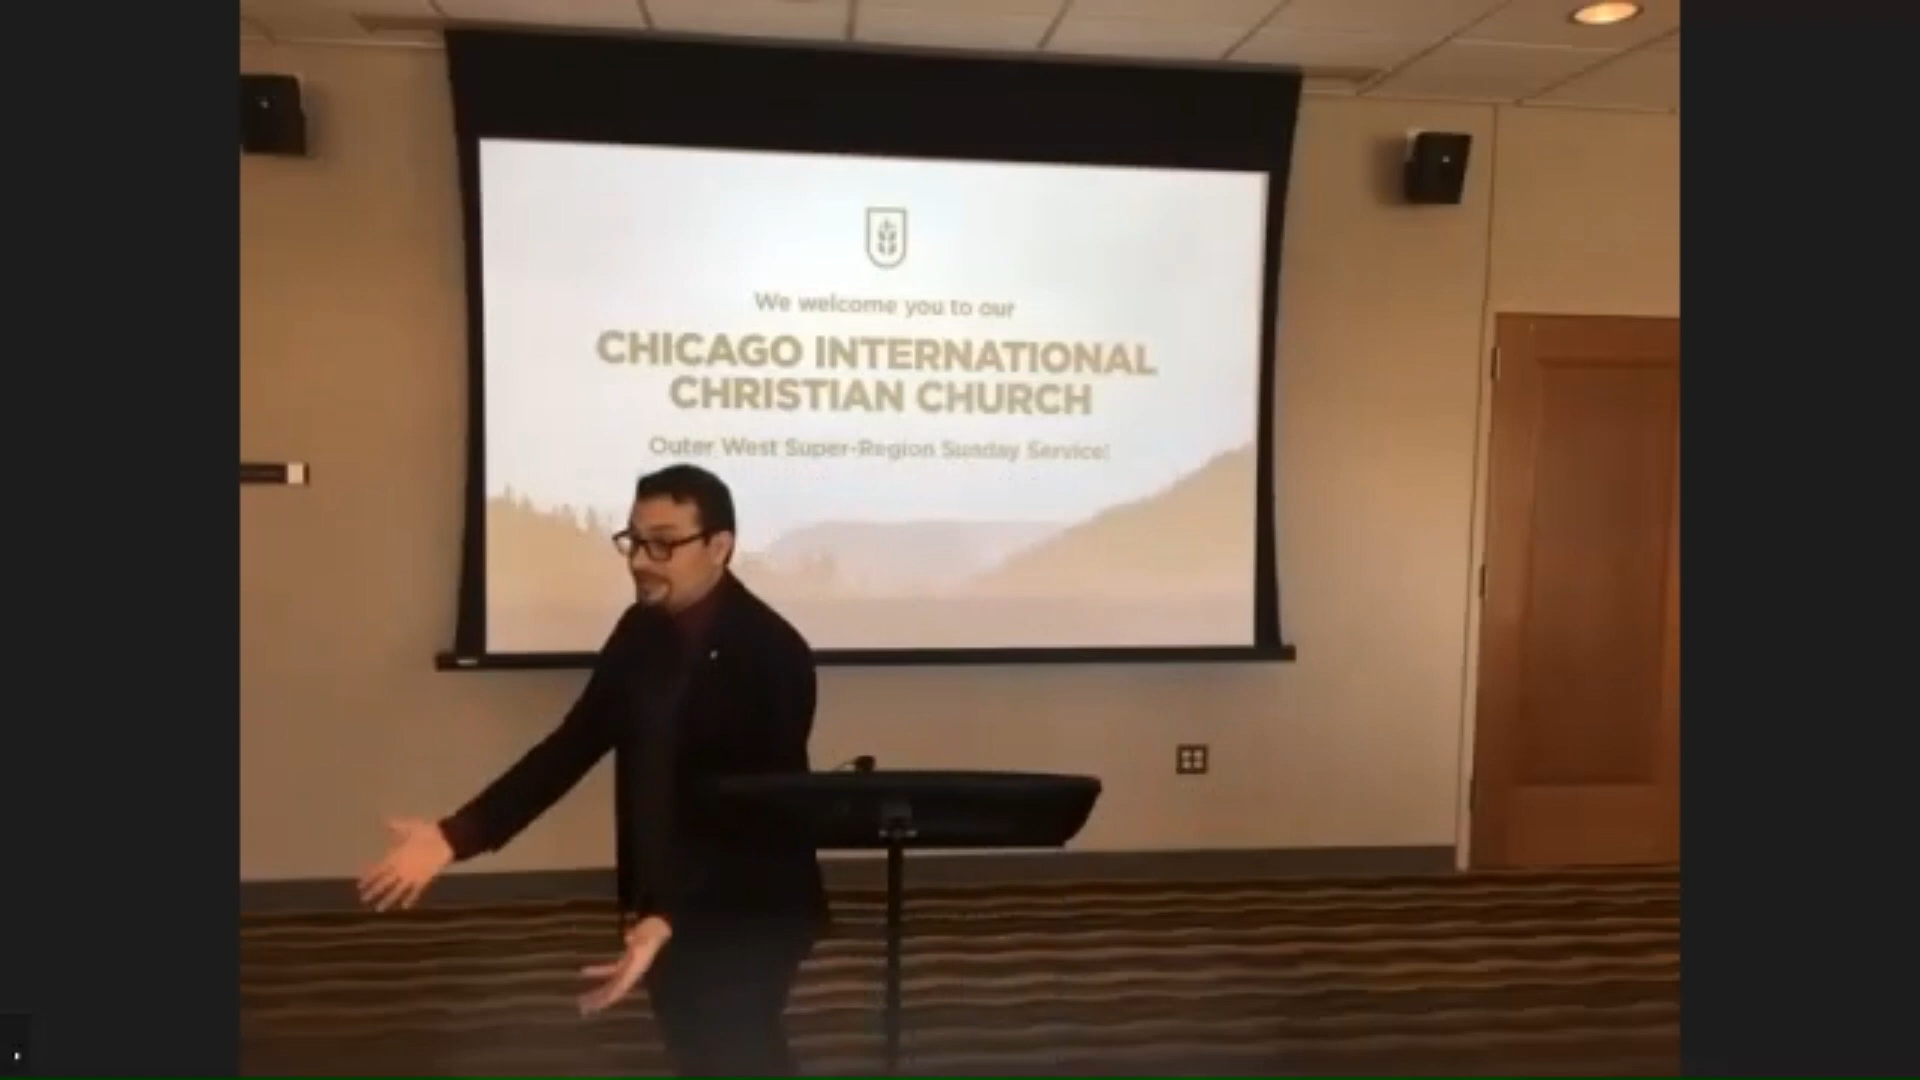 We welcome you to our
CHICAGO INTERNATIONAL
CHRISTIAN CHURCH
Outer West Super-Region Sunday Service!